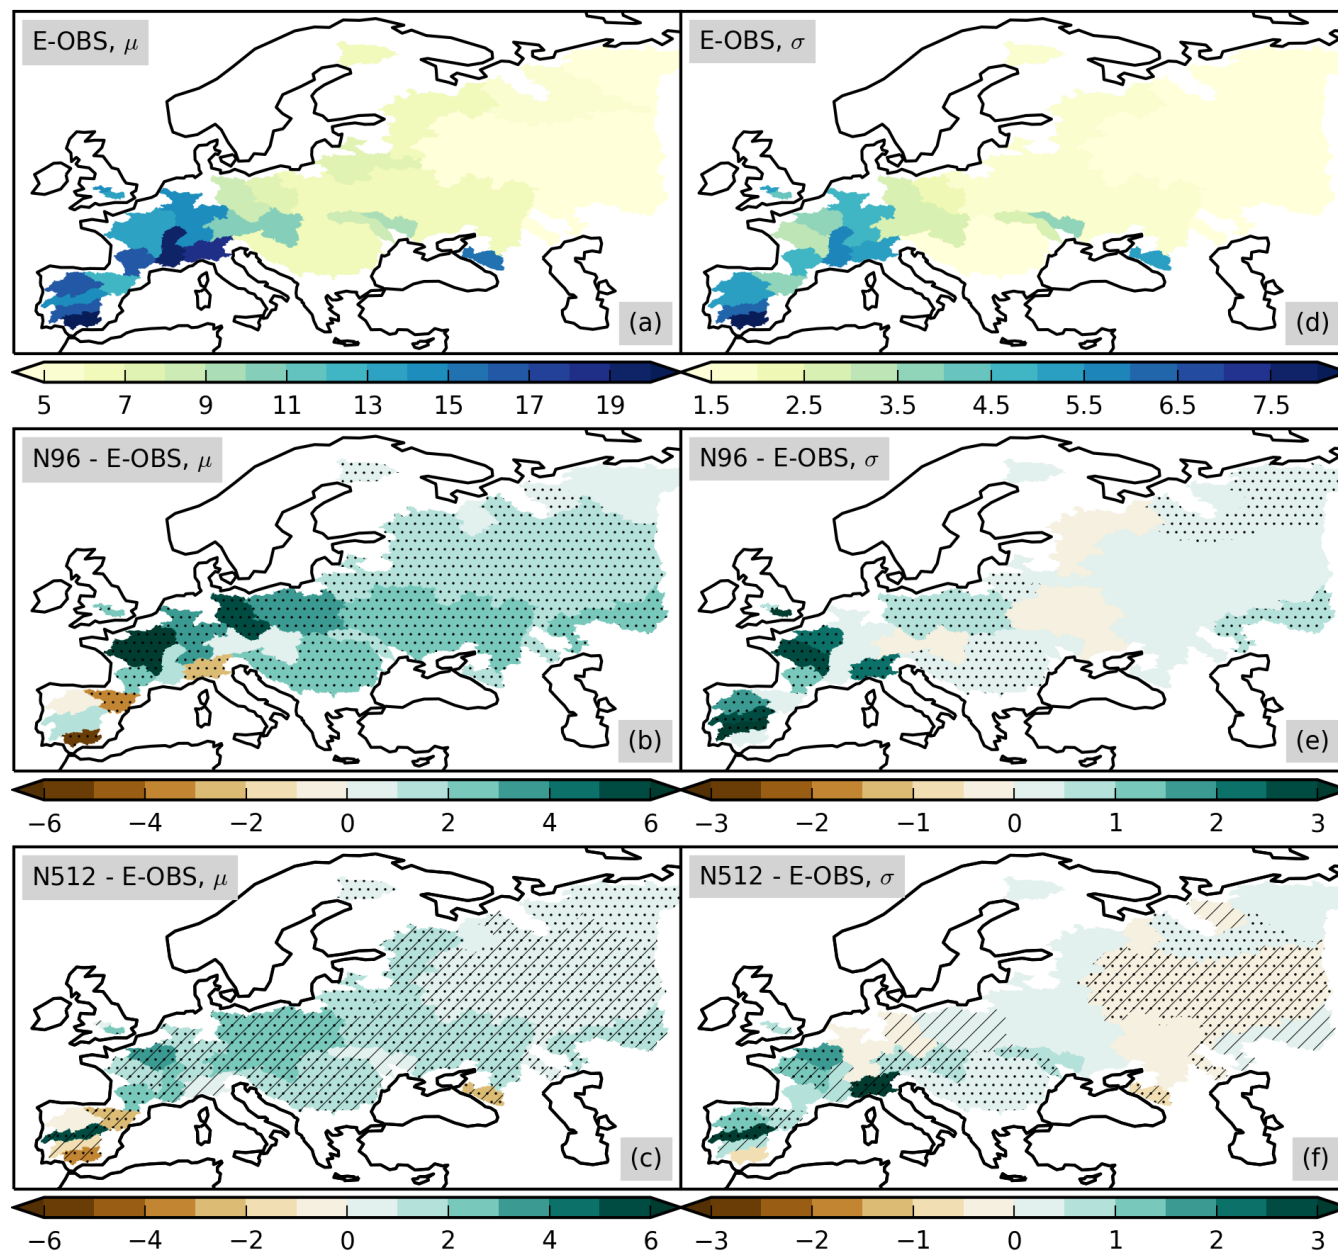 E-OBS, μ
E-OBS, σ
(a)
(d)
5 7 9 11 13 15 17 19
1.5 2.5 3.5 4.5 5.5 6.5 7.5
N96 - E-OBS, μ
N96 - E-OBS, σ
(b)
(e)
−6 −4 −2 0 2 4 6
−3 −2 −1 0 1 2 3
N512 - E-OBS, μ
N512 - E-OBS, σ
(c)
(f)
−6 −4 −2 0 2 4 6
−3 −2 −1 0 1 2 3